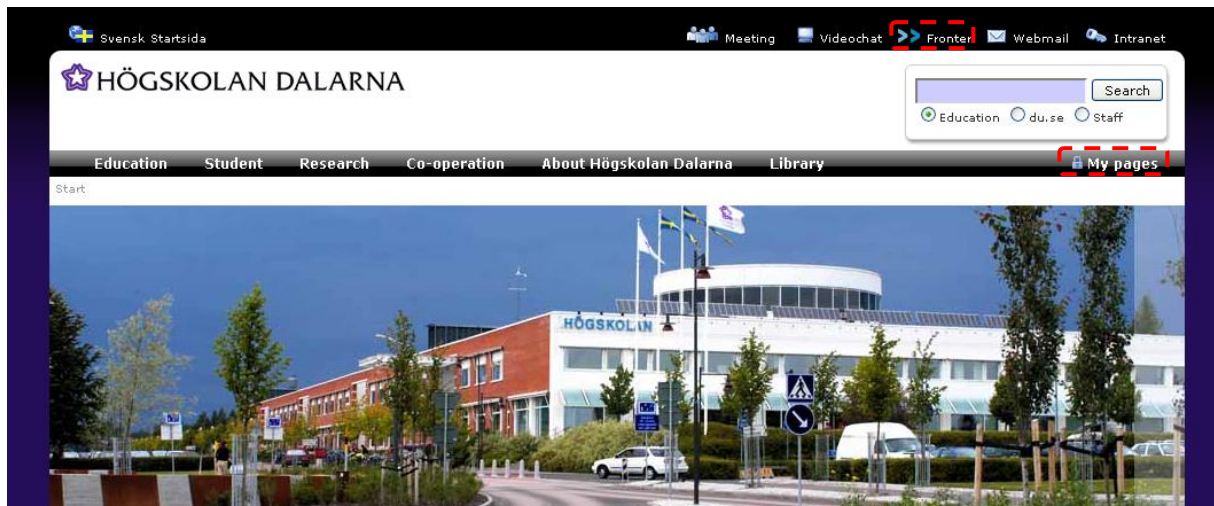 Svensk Startsida Meeting Videochat Fronter Webmail Intranet
HÖGSKOLAN DALARNA
Search
Education du.se Staff
Education Student Research Co-operation About Högskolan Dalarna Library My pages
Start
HÖGSKOLAN